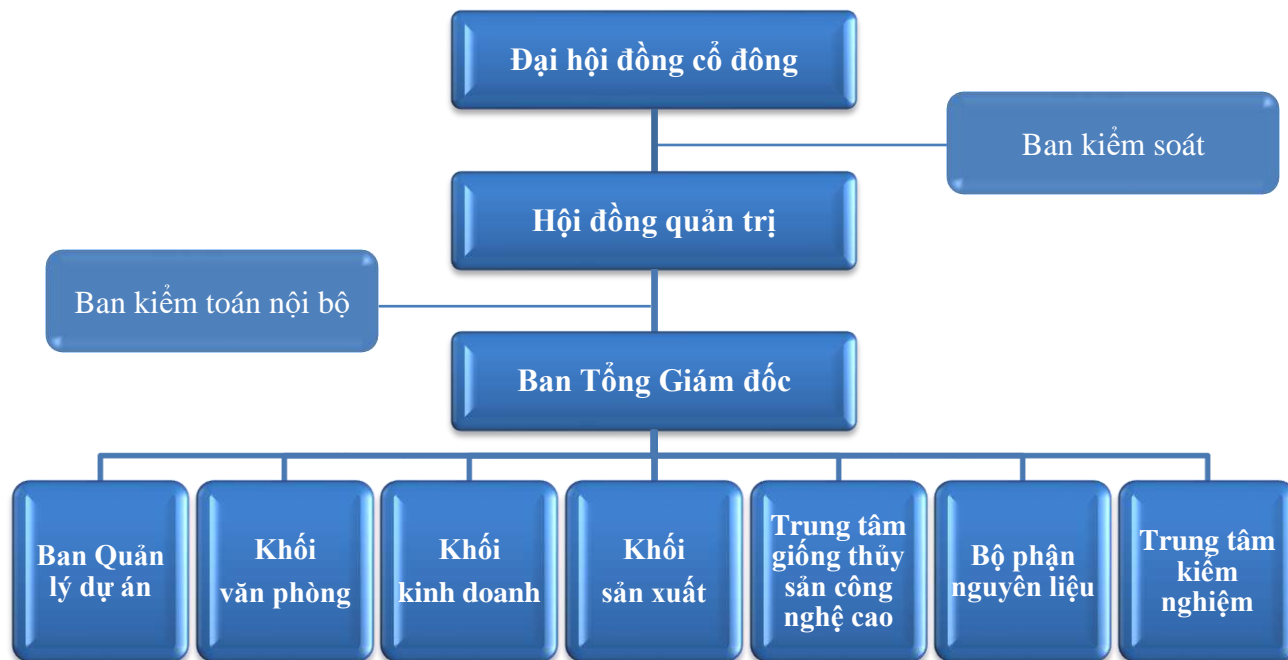 Đại hội đồng cổ đông
Ban kiểm soát
Hội đồng quản trị
Ban kiểm toán nội bộ
Ban Tổng Giám đốc
Ban Quản
lý dự án
Khối
văn phòng
Khối
kinh doanh
Khối
sản xuất
Trung tâm
giống thủy
sản công
nghệ cao
Bộ phận
nguyên liệu
Trung tâm
kiểm
nghiệm